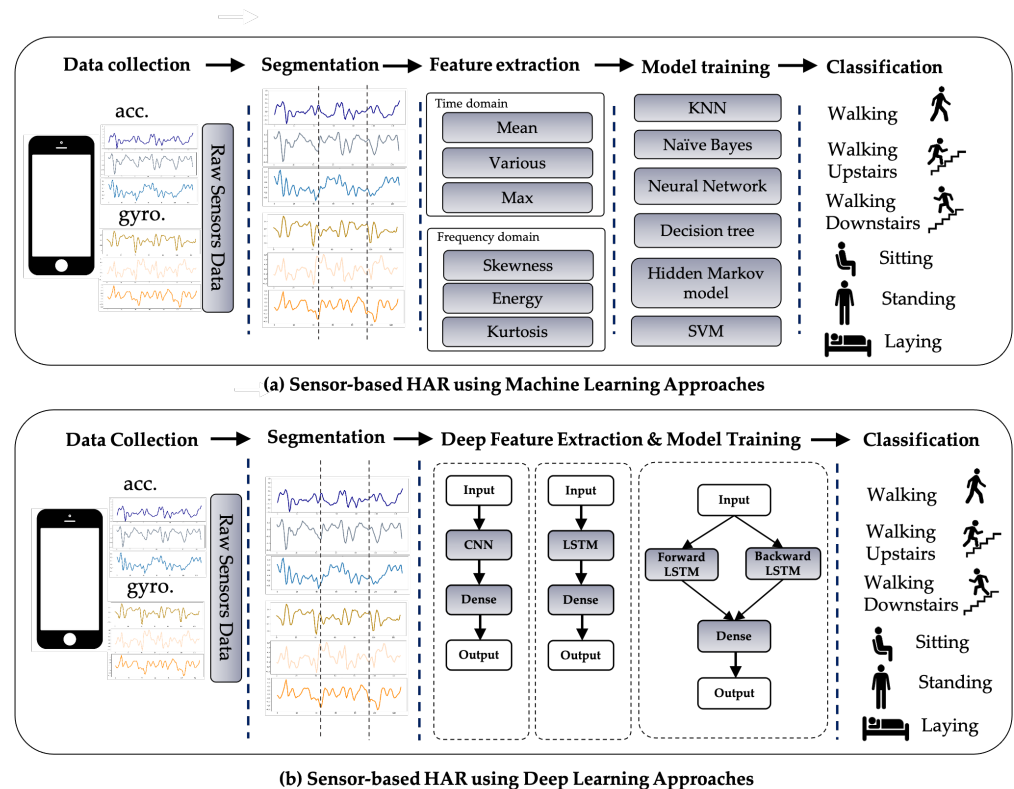 Data collection
Segmentation
Feature extraction
Model training
Classification
acc.
gyro.
Raw Sensors Data
Time domain
Mean
Various
Max
Frequency domain
Skewness
Energy
Kurtosis
KNN
Naïve Bayes
Neural Network
Decision tree
Hidden Markov
model
SVM
Walking
Walking
Upstairs
Walking
Downstairs
Sitting
Standing
Laying
(a) Sensor-based HAR using Machine Learning Approaches
Data Collection
Segmentation
Deep Feature Extraction & Model Training
Classification
acc.
gyro.
Raw Sensors Data
Input
CNN
Dense
Output
Input
LSTM
Dense
Output
Input
Forward
LSTM
Backward
LSTM
Dense
Output
Walking
Walking
Upstairs
Walking
Downstairs
Sitting
Standing
Laying
(b) Sensor-based HAR using Deep Learning Approaches